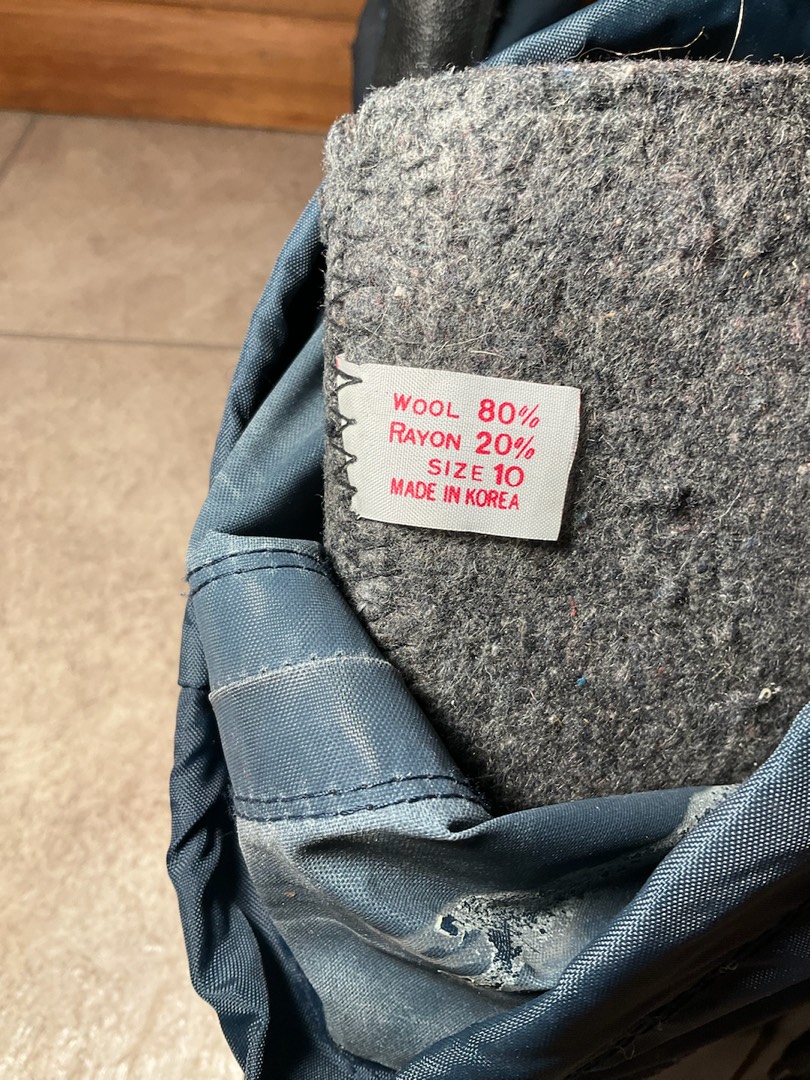 WOOL 80%
RAYON 20%
SIZE 10
MADE IN KOREA